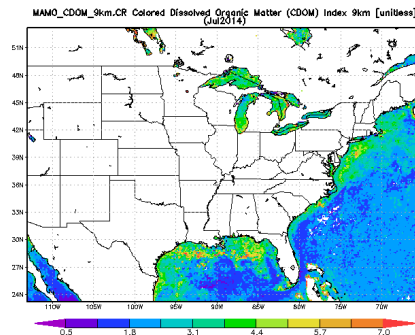 MAMO_CDOM_9km.CR Colored Dissolved Organic Matter (CDOM) Index 9km [unitless]
(Jul2014)
51N
48N
45N
42N
39N
36N
33N
30N
27N
24N
110W 105W 100W 95W 90W 85W 80W 75W 70W
0.5 1.8 3.1 4.4 5.7 7.0